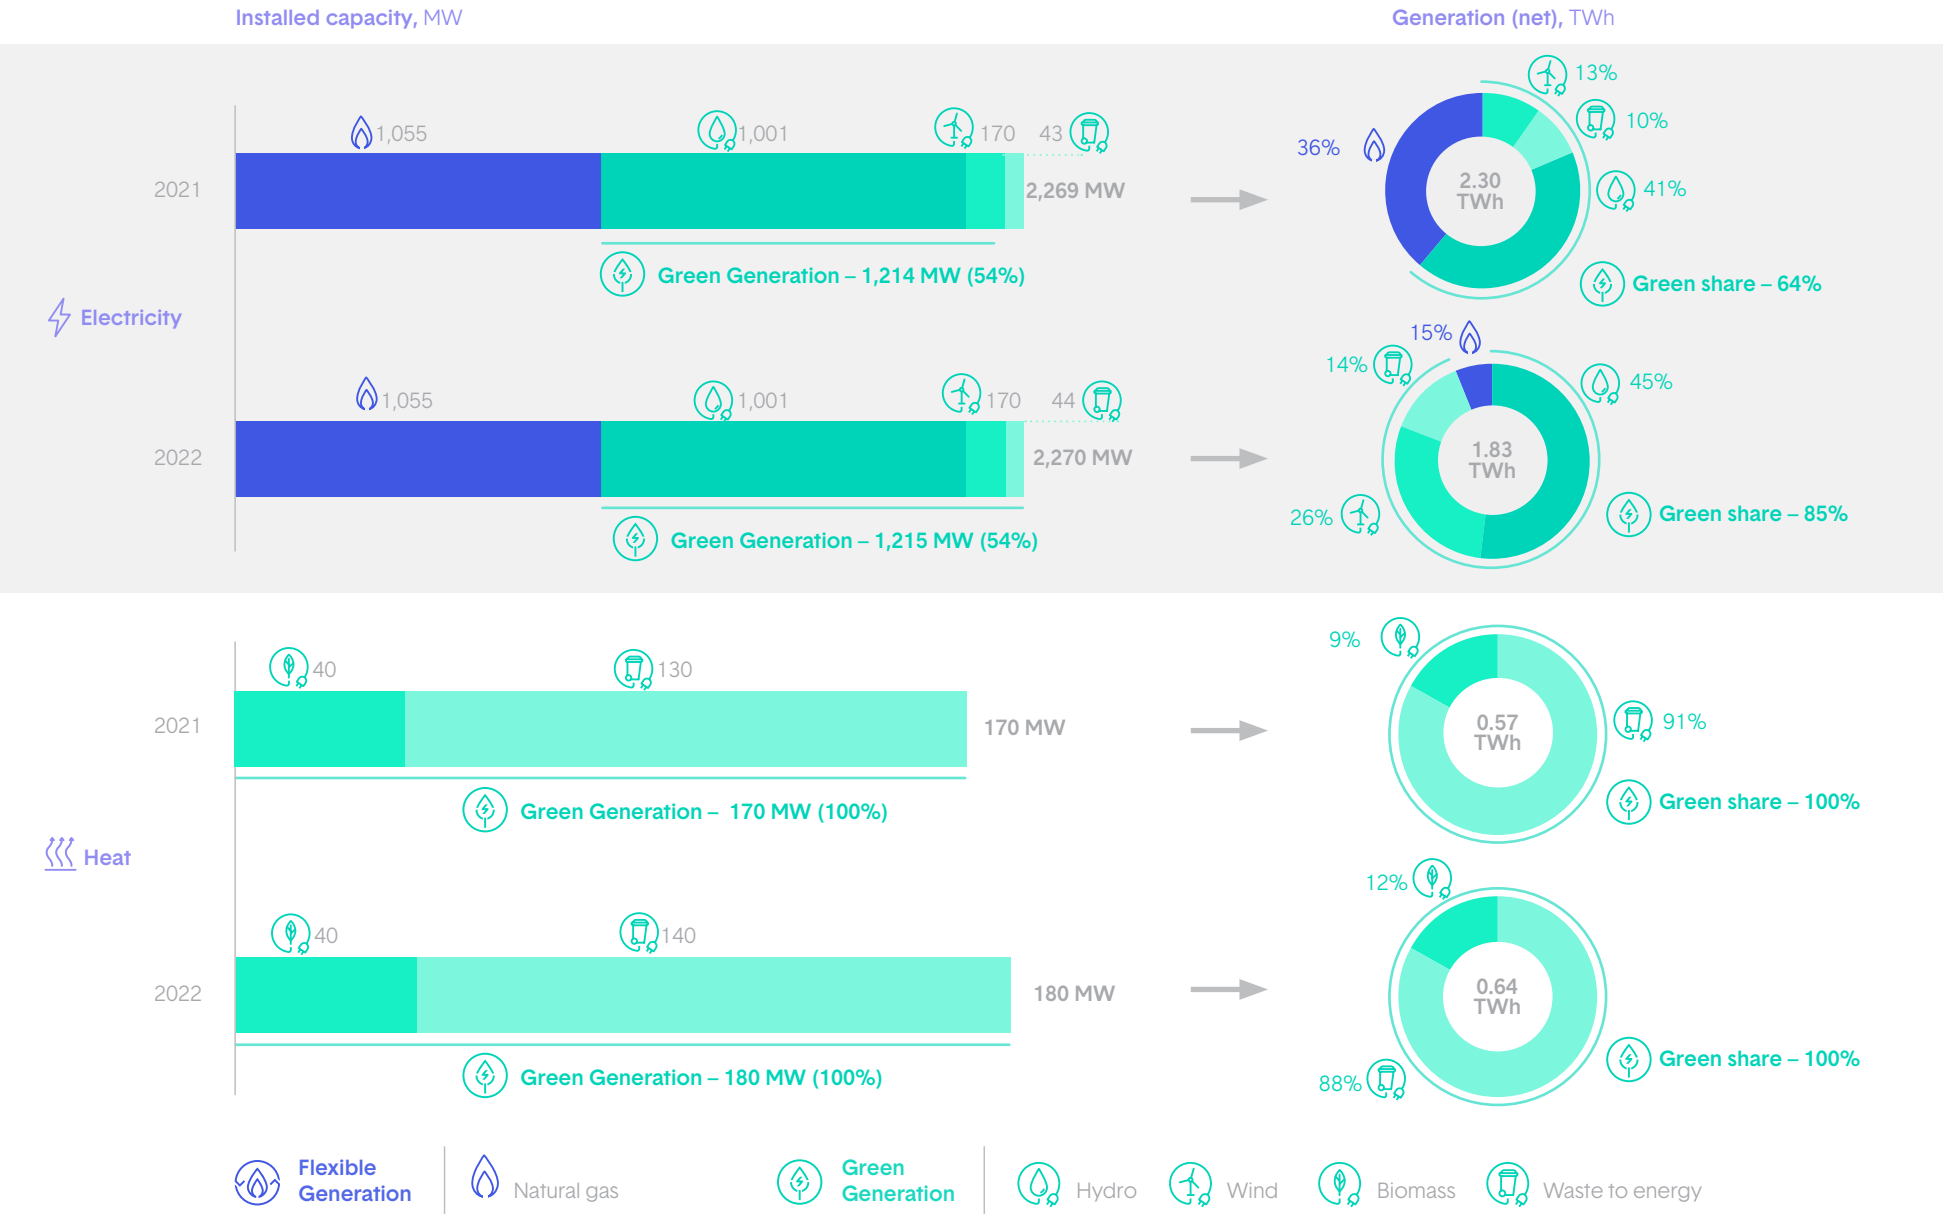 Installed capacity, MW
Generation (net), TWh
Electricity
2021
1,055
1,001
170
43
2,269 MW
Green Generation – 1,214 MW (54%)
13%
10%
41%
36%
2.30
TWh
Green share – 64%
2022
1,055
1,001
170
44
2,270 MW
Green Generation – 1,215 MW (54%)
15%
14%
45%
26%
1.83
TWh
Green share – 85%
Heat
2021
40
130
170 MW
Green Generation – 170 MW (100%)
9%
91%
0.57
TWh
Green share – 100%
2022
40
140
180 MW
Green Generation – 180 MW (100%)
12%
88%
0.64
TWh
Green share – 100%
Flexible
Generation
Natural gas
Green
Generation
Hydro
Wind
Biomass
Waste to energy